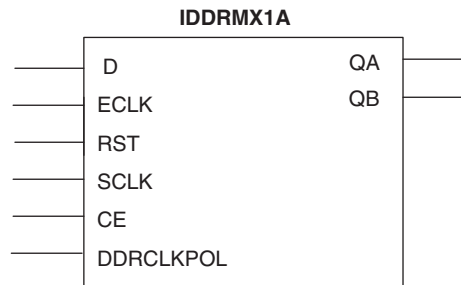 IDDRMX1A
D
ECLK
RST
SCLK
CE
DDRCLKPOL
QA
QB